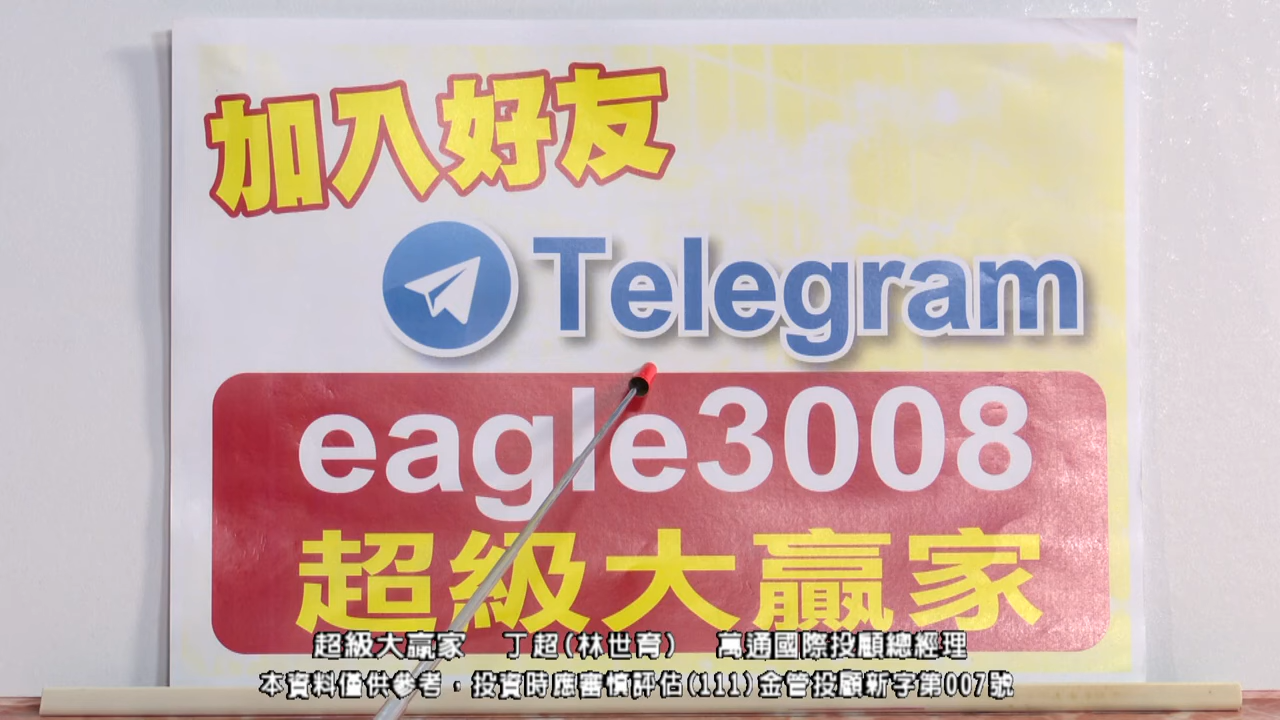 加入好友
Telegram
eagle3008
超級大贏家
超級大贏家 丁超(林世育) 萬通國際投顧總經理
本資料僅供參考，投資時應審慎評估(111)金管投顧新字第007號